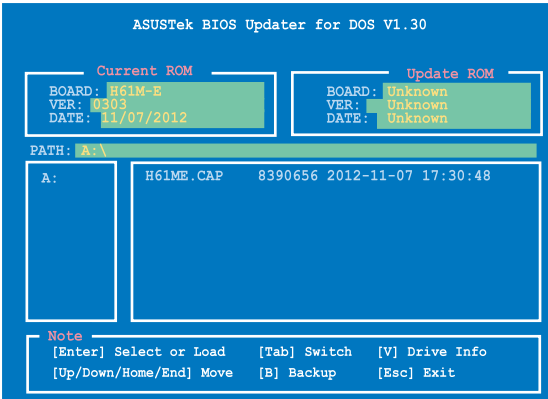 ASUSTek BIOS Updater for DOS V1.30
Current ROM
BOARD: H61M-E
VER: 0303
DATE: 11/07/2012
Update ROM
BOARD: Unknown
VER: Unknown
DATE: Unknown
PATH: A:\
A:
H61ME.CAP 8390656 2012-11-07 17:30:48
Note
[Enter] Select or Load [Tab] Switch [V] Drive Info
[Up/Down/Home/End] Move [B] Backup [Esc] Exit